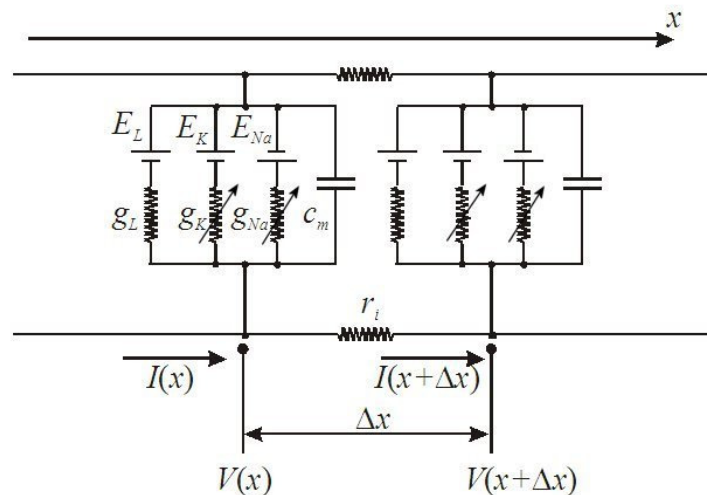 x
E_L E_K E_Na
g_L g_K g_Na c_m
r_i
I(x) I(x+Δx)
Δx
V(x) V(x+Δx)